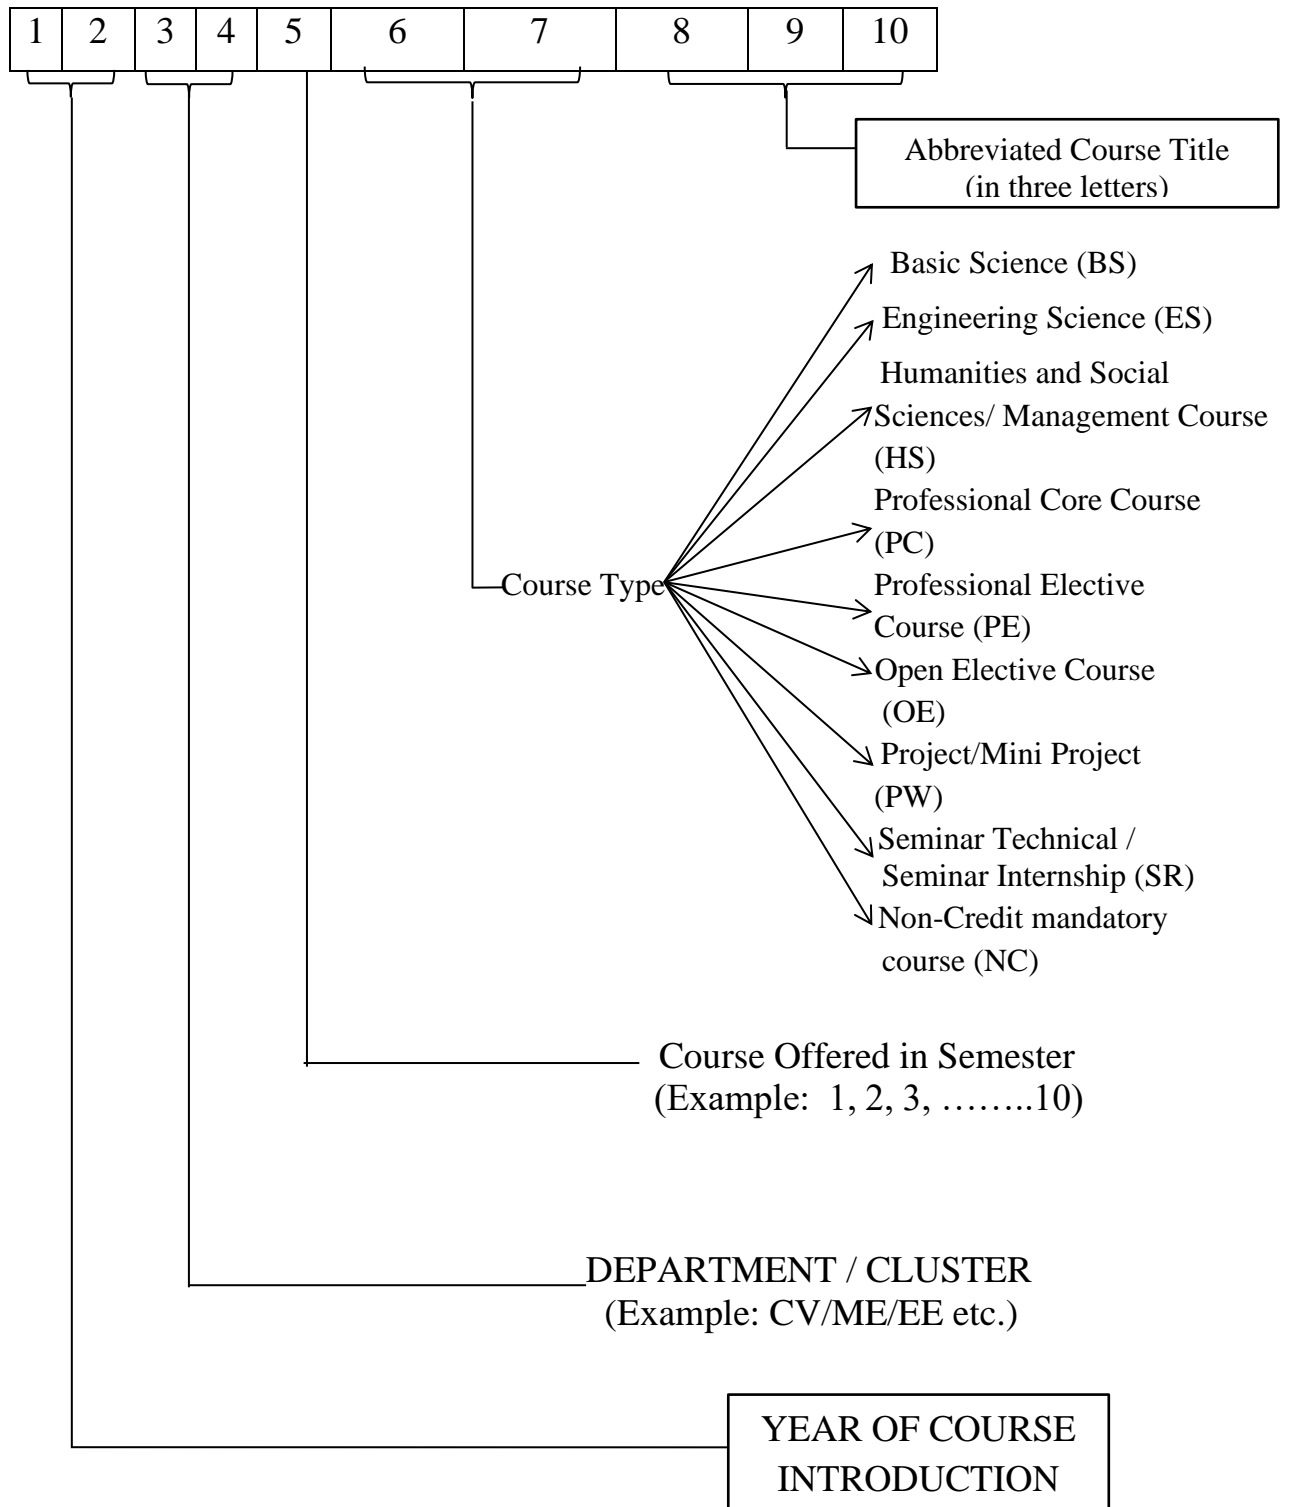 1 2 3 4 5 6 7 8 9 10
Abbreviated Course Title
(in three letters)
Basic Science (BS)
Engineering Science (ES)
Humanities and Social
Sciences/ Management Course
(HS)
Professional Core Course
(PC)
Course Type
Professional Elective
Course (PE)
Open Elective Course
(OE)
Project/Mini Project
(PW)
Seminar Technical /
Seminar Internship (SR)
Non-Credit mandatory
course (NC)
Course Offered in Semester
(Example:  1, 2, 3, ……..10)
DEPARTMENT / CLUSTER
(Example: CV/ME/EE etc.)
YEAR OF COURSE
INTRODUCTION